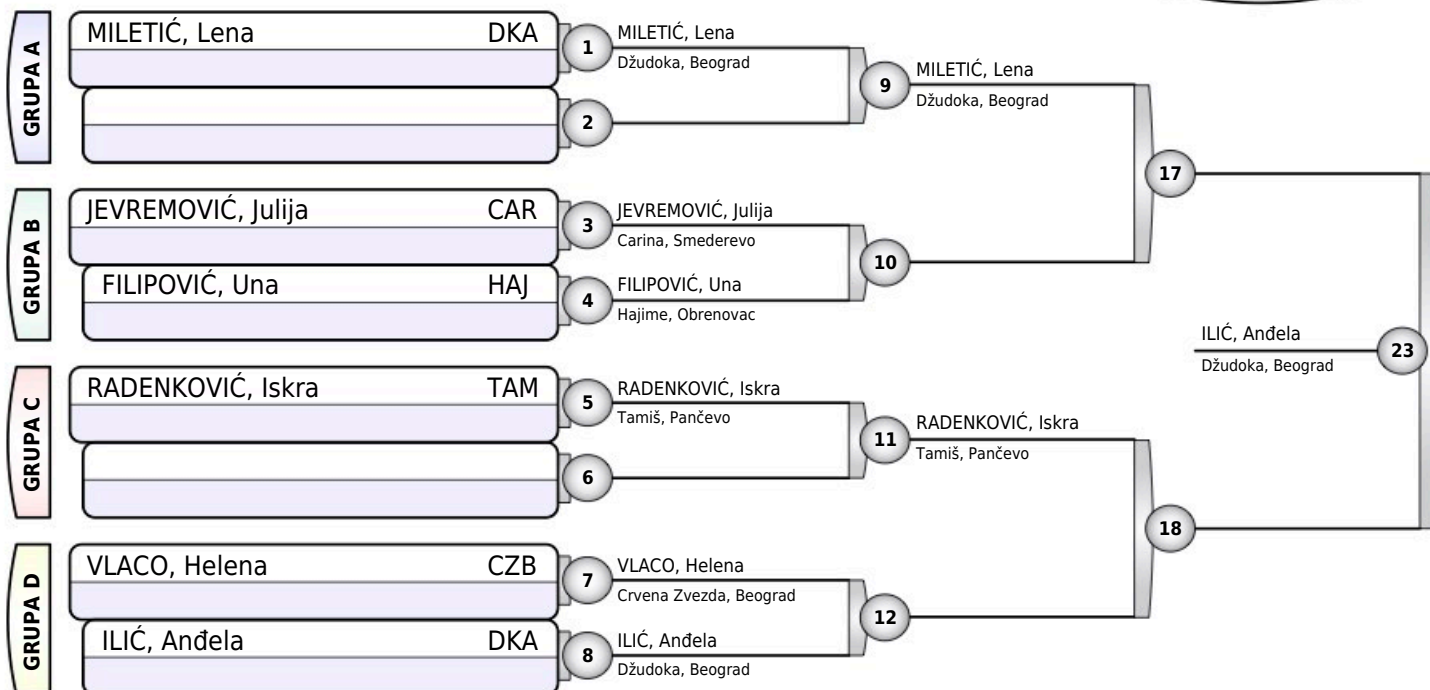 GRUPA A
MILETIĆ, Lena DKA
1
MILETIĆ, Lena
Džudoka, Beograd
2
9
MILETIĆ, Lena
Džudoka, Beograd
17
GRUPA B
JEVREMOVIĆ, Julija CAR
3
JEVREMOVIĆ, Julija
Carina, Smederevo
FILIPOVIĆ, Una HAJ
4
FILIPOVIĆ, Una
Hajime, Obrenovac
10
ILIĆ, Anđela
Džudoka, Beograd
23
GRUPA C
RADENKOVIĆ, Iskra TAM
5
RADENKOVIĆ, Iskra
Tamiš, Pančevo
6
11
RADENKOVIĆ, Iskra
Tamiš, Pančevo
18
GRUPA D
VLACO, Helena CZB
7
VLACO, Helena
Crvena Zvezda, Beograd
ILIĆ, Anđela DKA
8
ILIĆ, Anđela
Džudoka, Beograd
12